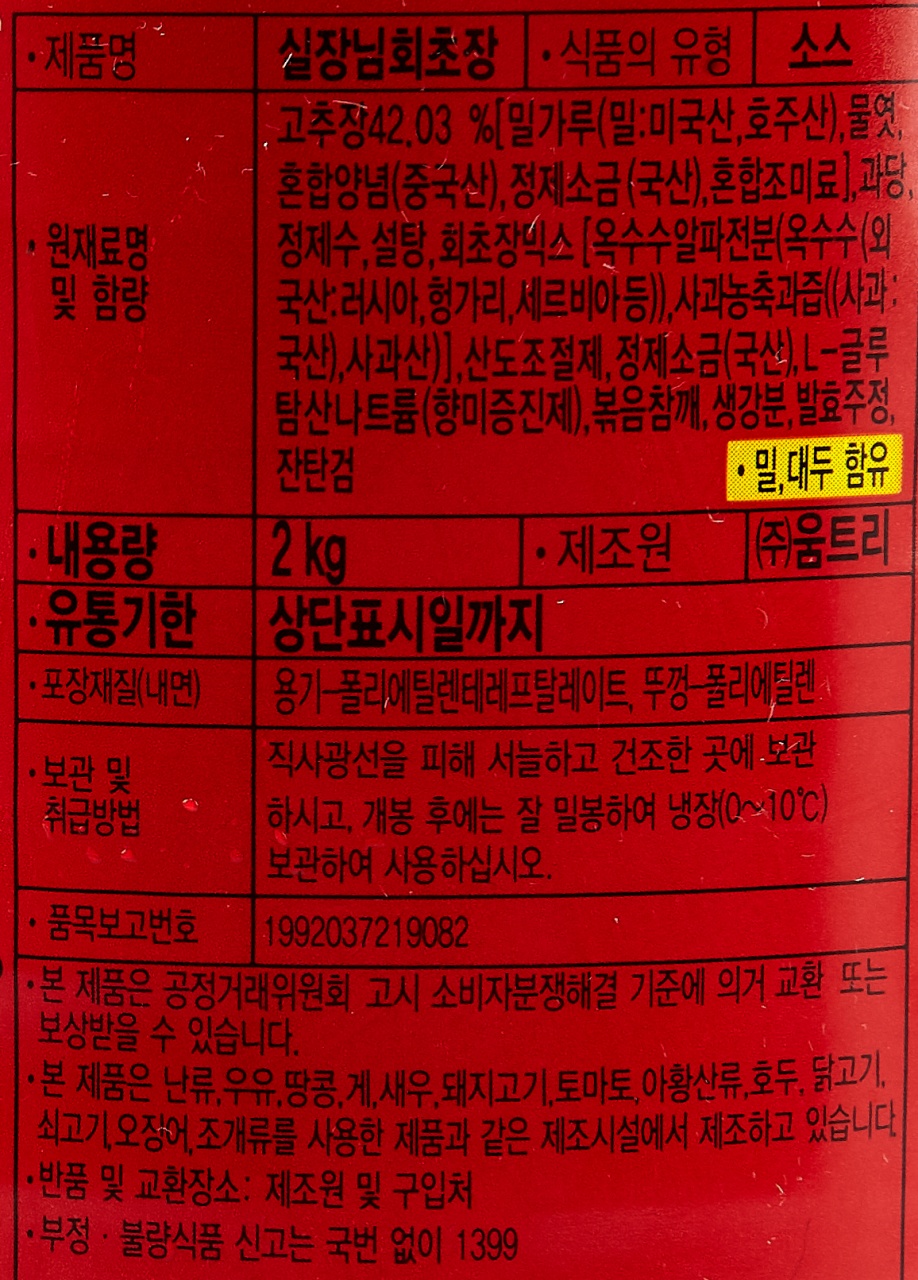 · 제품명 실장님회초장 · 식품의 유형 소스
고추장42.03 %[밀가루(밀:미국산,호주산),물엿,
혼합양념(중국산),정제소금(국산),혼합조미료],과당,
정제수,설탕,회초장믹스 [옥수수알파전분(옥수수(외
· 원재료명
및 함량
국산:러시아,헝가리,세르비아등)),사과농축과즙((사과:
국산),사과산)],산도조절제,정제소금(국산),L-글루
탐산나트륨(향미증진제),볶음참깨,생강분,발효주정,
잔탄검
· 밀,대두 함유
· 내용량 2 kg · 제조원 (주)움트리
· 유통기한 상단표시일까지
· 포장재질(내면) 용기-폴리에틸렌테레프탈레이트, 뚜껑-폴리에틸렌
· 보관 및
취급방법
직사광선을 피해 서늘하고 건조한 곳에 보관
하시고, 개봉 후에는 잘 밀봉하여 냉장(0~10℃)
보관하여 사용하십시오.
· 품목보고번호 1992037219082
· 본 제품은 공정거래위원회 고시 소비자분쟁해결 기준에 의거 교환 또는
보상받을 수 있습니다.
· 본 제품은 난류,우유,땅콩,게,새우,돼지고기,토마토,아황산류,호두, 닭고기,
쇠고기,오징어,조개류를 사용한 제품과 같은 제조시설에서 제조하고 있습니다.
· 반품 및 교환장소: 제조원 및 구입처
· 부정 · 불량식품 신고는 국번 없이 1399